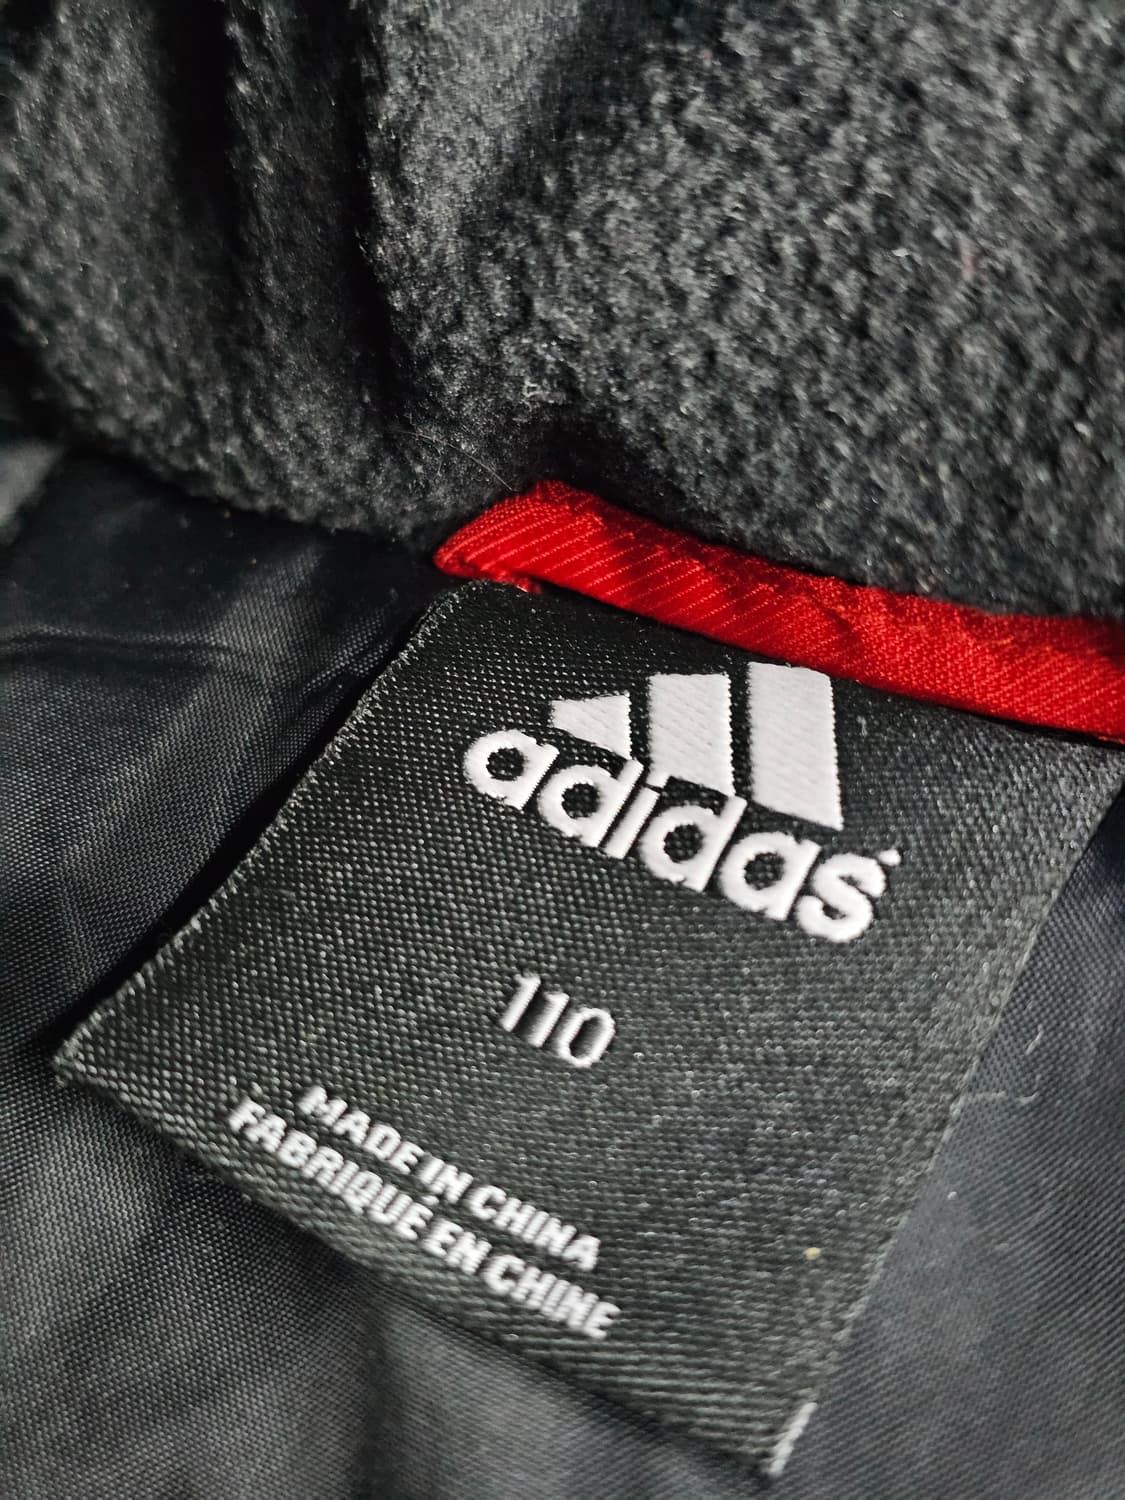 adidas
110
MADE IN CHINA
FABRIQUÉ EN CHINE